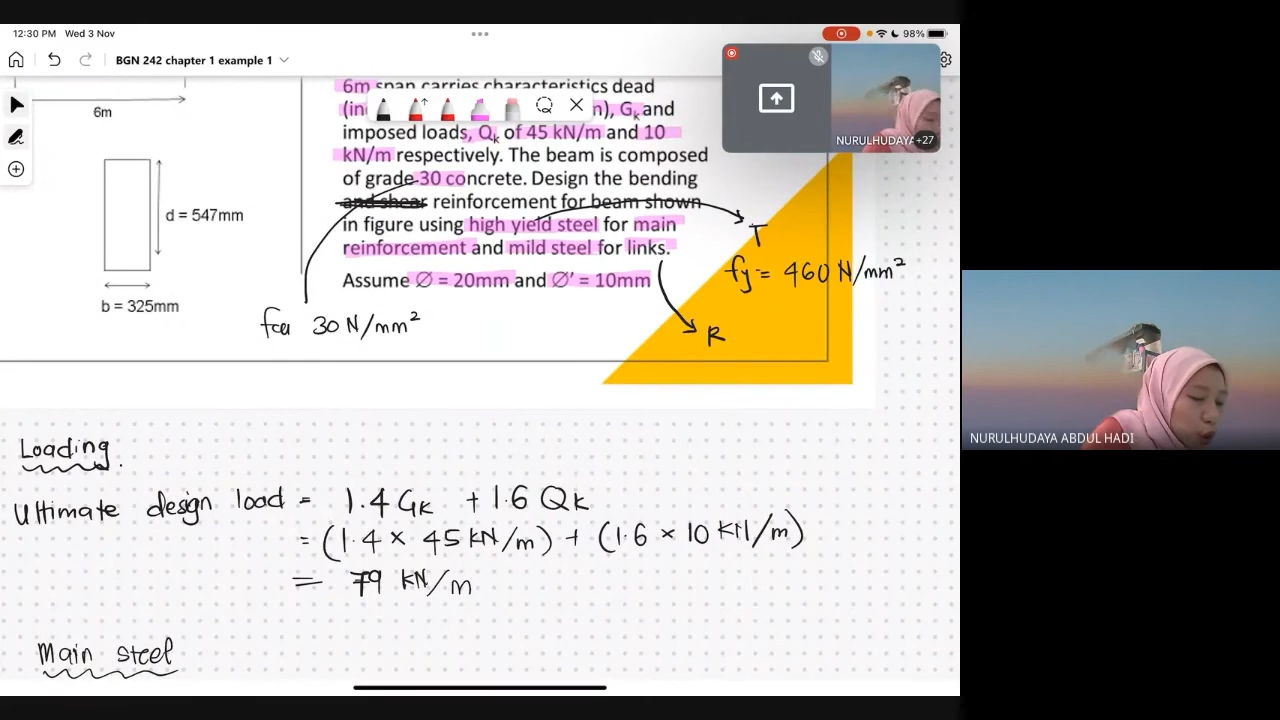 12:30 PM Wed 3 Nov
98%
BGN 242 chapter 1 example 1
6m
d = 547mm
b = 325mm
6m span carries characteristics dead
n), Gk and
imposed loads, Qk of 45 kN/m and 10
kN/m respectively. The beam is composed
of grade 30 concrete. Design the bending
and shear reinforcement for beam shown
in figure using high yield steel for main
reinforcement and mild steel for links.
Assume Ø = 20mm and Ø' = 10mm
fcu 30 N/mm²
T
fy = 460 N/mm²
R
NURULHUDAYA +27
NURULHUDAYA ABDUL HADI
Loading.
Ultimate design load = 1.4 Gk + 1.6 Qk
= (1.4 × 45 kN/m) + (1.6 × 10 kN/m)
= 79 kN/m
Main steel